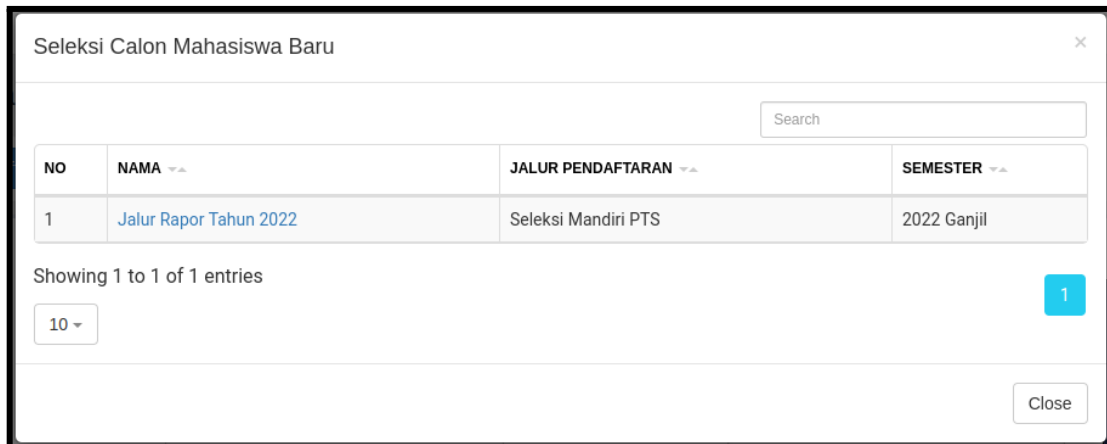 Seleksi Calon Mahasiswa Baru ×
Search
NO NAMA JALUR PENDAFTARAN SEMESTER
1 Jalur Rapor Tahun 2022 Seleksi Mandiri PTS 2022 Ganjil
Showing 1 to 1 of 1 entries
1
10
Close